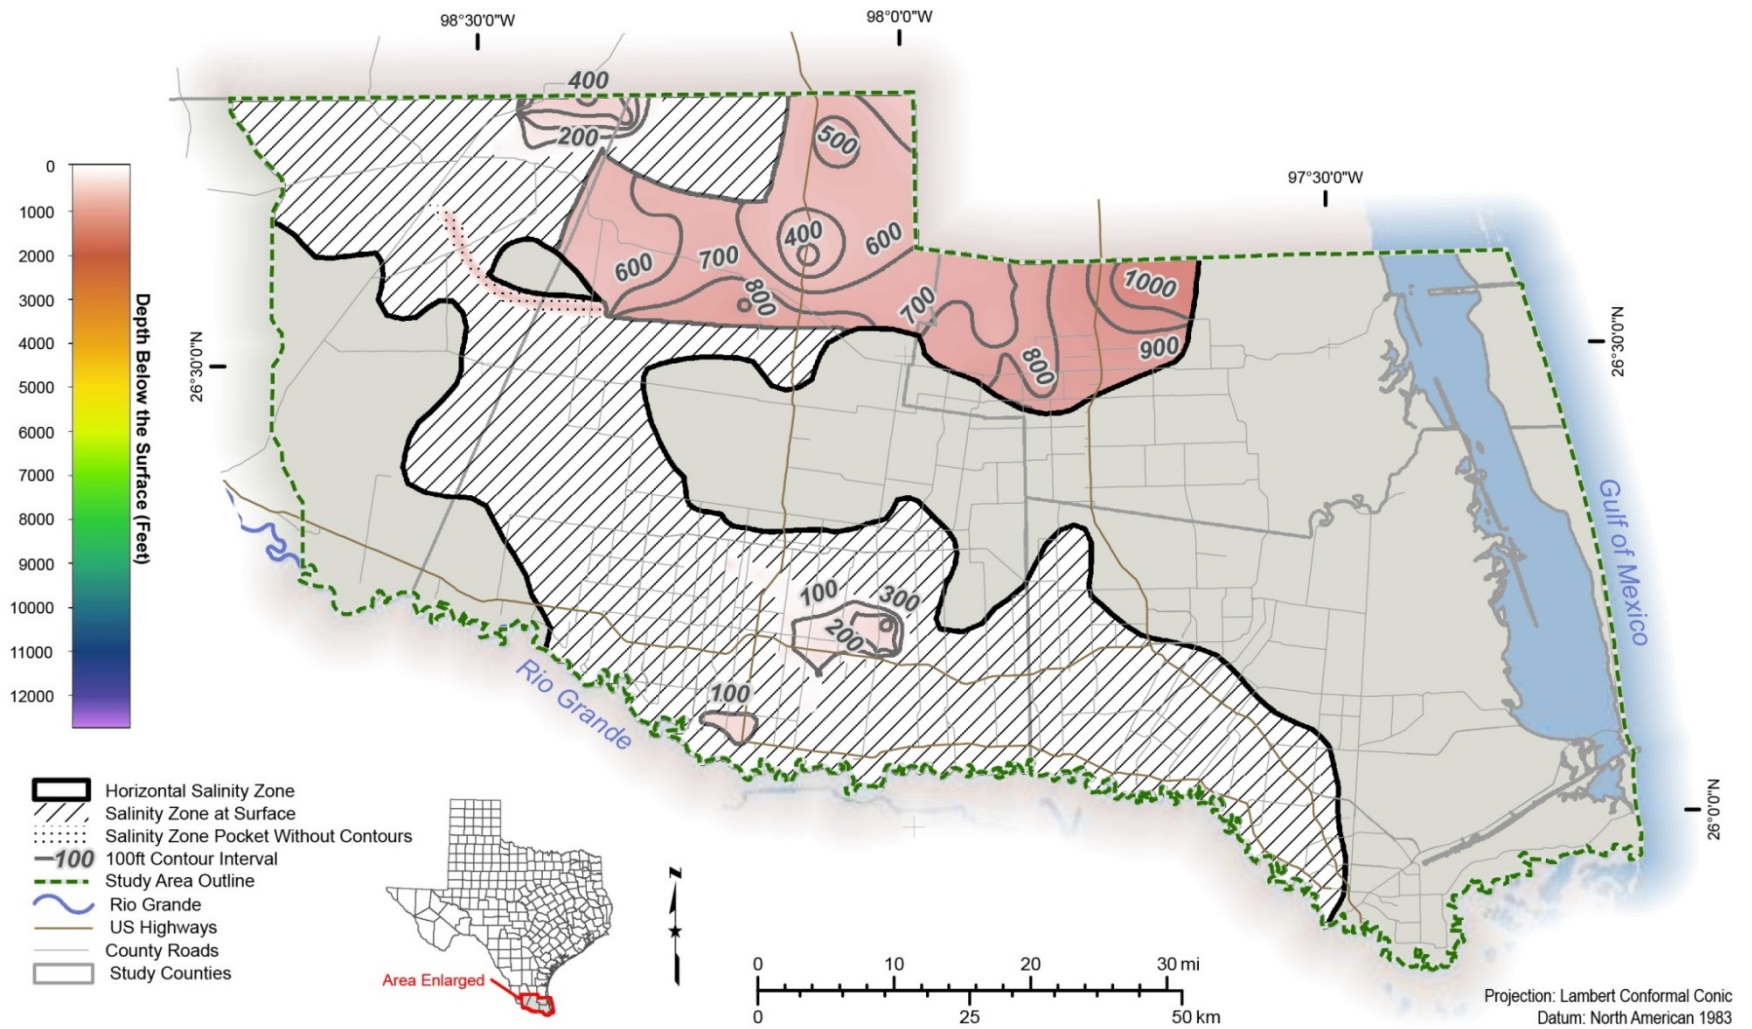 98°30'0"W
98°0'0"W
97°30'0"W
400
200
500
400
600
700
600
800
700
1000
900
800
26°30'0"N
26°30'0"N
26°0'0"N
0
1000
2000
3000
4000
5000
6000
7000
8000
9000
10000
11000
12000
Depth Below the Surface (Feet)
100
300
200
100
Rio Grande
Gulf of Mexico
Horizontal Salinity Zone
Salinity Zone at Surface
Salinity Zone Pocket Without Contours
100 100ft Contour Interval
Study Area Outline
Rio Grande
US Highways
County Roads
Study Counties
Area Enlarged
N
0 10 20 30 mi
0 25 50 km
Projection: Lambert Conformal Conic
Datum: North American 1983